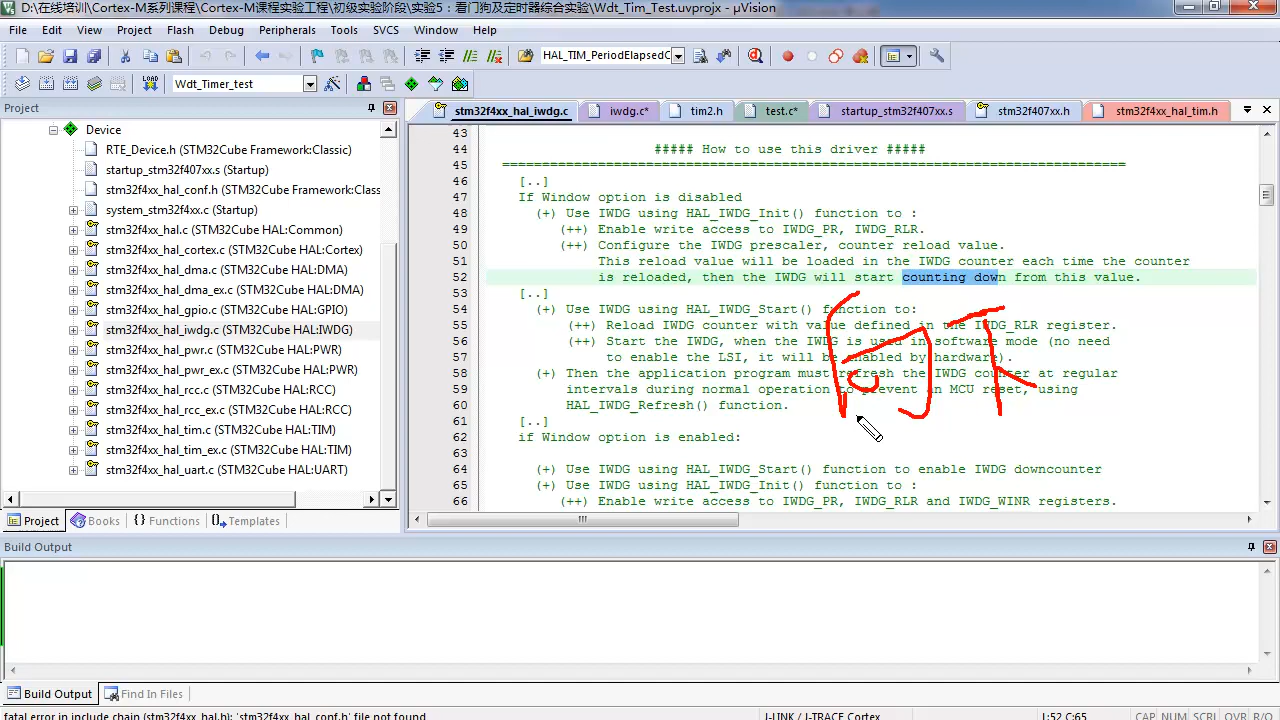 D:\在线培训\Cortex-M系列课程\Cortex-M课程实验工程\初级实验阶段\实验5：看门狗及定时器综合实验\Wdt_Tim_Test.uvprojx - µVision
File Edit View Project Flash Debug Peripherals Tools SVCS Window Help
HAL_TIM_PeriodElapsedC
LOAD Wdt_Timer_test
Project
stm32f4xx_hal_iwdg.c iwdg.c* tim2.h test.c* startup_stm32f407xx.s stm32f407xx.h stm32f4xx_hal_tim.h
Device
RTE_Device.h (STM32Cube Framework:Classic)
startup_stm32f407xx.s (Startup)
stm32f4xx_hal_conf.h (STM32Cube Framework:Class
system_stm32f4xx.c (Startup)
stm32f4xx_hal.c (STM32Cube HAL:Common)
stm32f4xx_hal_cortex.c (STM32Cube HAL:Cortex)
stm32f4xx_hal_dma.c (STM32Cube HAL:DMA)
stm32f4xx_hal_dma_ex.c (STM32Cube HAL:DMA)
stm32f4xx_hal_gpio.c (STM32Cube HAL:GPIO)
stm32f4xx_hal_iwdg.c (STM32Cube HAL:IWDG)
stm32f4xx_hal_pwr.c (STM32Cube HAL:PWR)
stm32f4xx_hal_pwr_ex.c (STM32Cube HAL:PWR)
stm32f4xx_hal_rcc.c (STM32Cube HAL:RCC)
stm32f4xx_hal_rcc_ex.c (STM32Cube HAL:RCC)
stm32f4xx_hal_tim.c (STM32Cube HAL:TIM)
stm32f4xx_hal_tim_ex.c (STM32Cube HAL:TIM)
stm32f4xx_hal_uart.c (STM32Cube HAL:UART)
Project Books {} Functions Templates
43
44 ##### How to use this driver #####
45 ==============================================================================
46 [..]
47 If Window option is disabled
48 (+) Use IWDG using HAL_IWDG_Init() function to :
49 (++) Enable write access to IWDG_PR, IWDG_RLR.
50 (++) Configure the IWDG prescaler, counter reload value.
51 This reload value will be loaded in the IWDG counter each time the counter
52 is reloaded, then the IWDG will start counting down from this value.
53 [..]
54 (+) Use IWDG using HAL_IWDG_Start() function to:
55 (++) Reload IWDG counter with value defined in the IWDG_RLR register.
56 (++) Start the IWDG, when the IWDG is used in software mode (no need
57 to enable the LSI, it will be enabled by hardware).
58 (+) Then the application program must refresh the IWDG counter at regular
59 intervals during normal operation to prevent an MCU reset, using
60 HAL_IWDG_Refresh() function.
61 [..]
62 if Window option is enabled:
63
64 (+) Use IWDG using HAL_IWDG_Start() function to enable IWDG downcounter
65 (+) Use IWDG using HAL_IWDG_Init() function to :
66 (++) Enable write access to IWDG_PR, IWDG_RLR and IWDG_WINR registers.
向下
Build Output
Build Output Find In Files
fatal error in include chain (stm32f4xx_hal.h): 'stm32f4xx_hal_conf.h' file not found J-LINK / J-TRACE Cortex L:52 C:65 CAP NUM SCRL OVR R/O